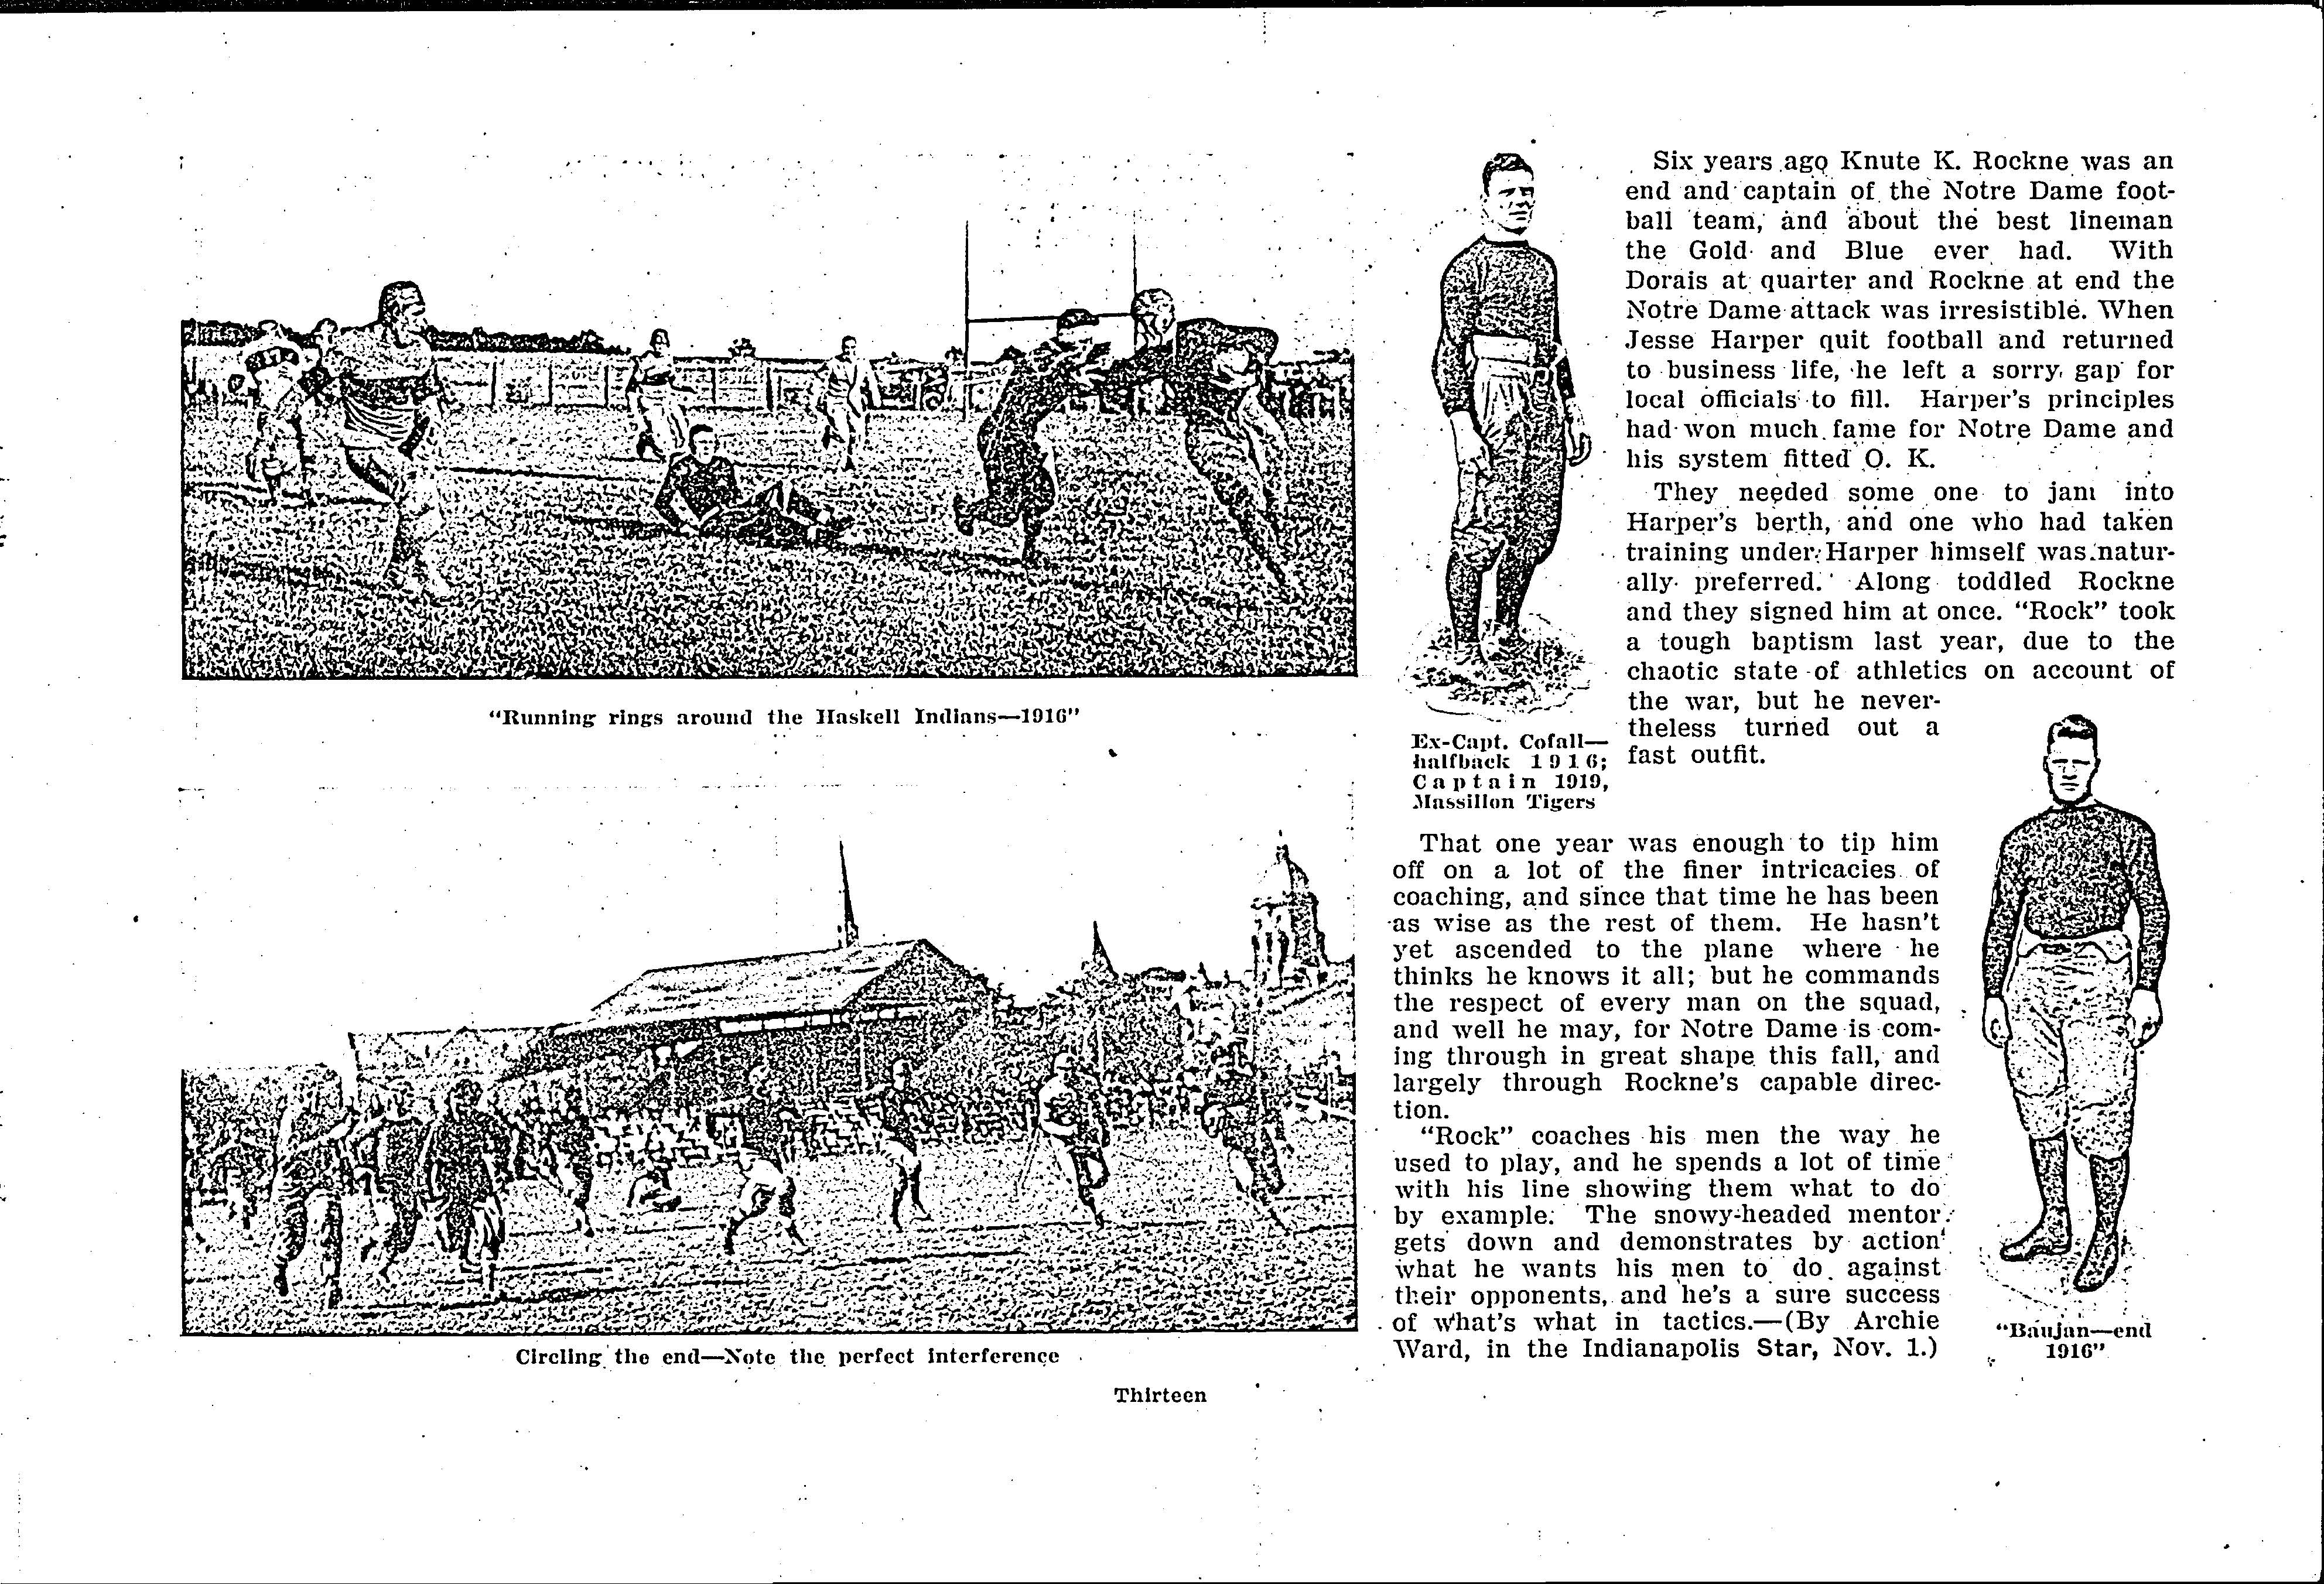 "Running rings around the Haskell Indians—1916"
Circling the end—Note the perfect interference
Six years ago Knute K. Rockne was an
end and captain of the Notre Dame foot-
ball team, and about the best lineman
the Gold and Blue ever had. With
Dorais at quarter and Rockne at end the
Notre Dame attack was irresistible. When
Jesse Harper quit football and returned
to business life, he left a sorry gap for
local officials to fill. Harper's principles
had won much fame for Notre Dame and
his system fitted O. K.
They needed some one to jam into
Harper's berth, and one who had taken
training under Harper himself was natur-
ally preferred. Along toddled Rockne
and they signed him at once. "Rock" took
a tough baptism last year, due to the
chaotic state of athletics on account of
the war, but he never-
theless turned out a
fast outfit.
Ex-Capt. Cofall—
halfback 1916;
Captain 1919,
Massillon Tigers
That one year was enough to tip him
off on a lot of the finer intricacies of
coaching, and since that time he has been
as wise as the rest of them. He hasn't
yet ascended to the plane where he
thinks he knows it all; but he commands
the respect of every man on the squad,
and well he may, for Notre Dame is com-
ing through in great shape this fall, and
largely through Rockne's capable direc-
tion.
"Rock" coaches his men the way he
used to play, and he spends a lot of time
with his line showing them what to do
by example. The snowy-headed mentor
gets down and demonstrates by action
what he wants his men to do against
their opponents, and he's a sure success
of what's what in tactics.—(By Archie
Ward, in the Indianapolis Star, Nov. 1.)
"Baujan—end
1916"
Thirteen
17